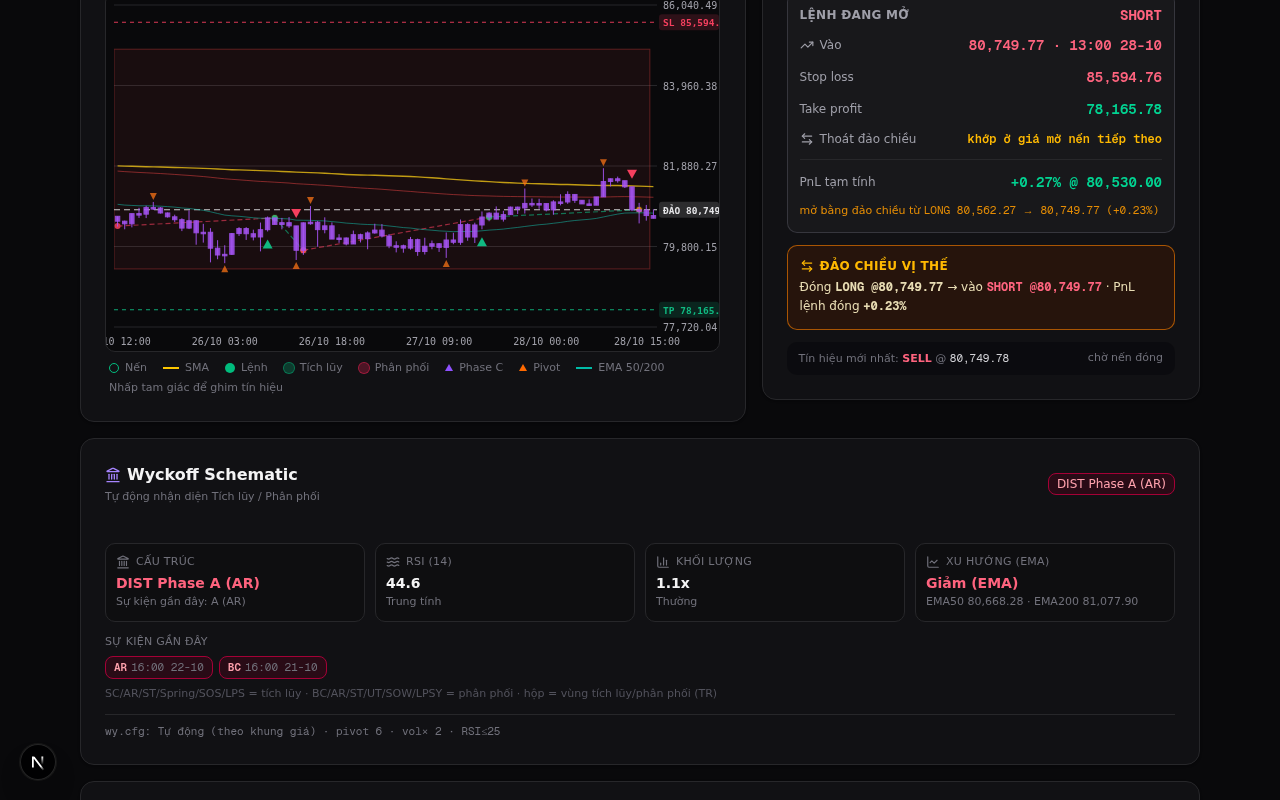 86,040.49
SL 85,594.
83,960.38
81,880.27
ĐẢO 80,749
79,800.15
TP 78,165.
77,720.04
10 12:00 26/10 03:00 26/10 18:00 27/10 09:00 28/10 00:00 28/10 15:00
Nến SMA Lệnh Tích lũy Phân phối Phase C Pivot EMA 50/200
Nhấp tam giác để ghim tín hiệu
LỆNH ĐANG MỞ SHORT
Vào 80,749.77 · 13:00 28-10
Stop loss 85,594.76
Take profit 78,165.78
Thoát đảo chiều khớp ở giá mở nến tiếp theo
PnL tạm tính +0.27% @ 80,530.00
mở bằng đảo chiều từ LONG 80,562.27 → 80,749.77 (+0.23%)
ĐẢO CHIỀU VỊ THẾ
Đóng LONG @80,749.77 → vào SHORT @80,749.77 · PnL
lệnh đóng +0.23%
Tín hiệu mới nhất: SELL @ 80,749.78 chờ nến đóng
Wyckoff Schematic
Tự động nhận diện Tích lũy / Phân phối
DIST Phase A (AR)
CẤU TRÚC
DIST Phase A (AR)
Sự kiện gần đây: A (AR)
RSI (14)
44.6
Trung tính
KHỐI LƯỢNG
1.1x
Thường
XU HƯỚNG (EMA)
Giảm (EMA)
EMA50 80,668.28 · EMA200 81,077.90
SỰ KIỆN GẦN ĐÂY
AR 16:00 22-10 BC 16:00 21-10
SC/AR/ST/Spring/SOS/LPS = tích lũy · BC/AR/ST/UT/SOW/LPSY = phân phối · hộp = vùng tích lũy/phân phối (TR)
wy.cfg: Tự động (theo khung giá) · pivot 6 · vol× 2 · RSI≤25
N